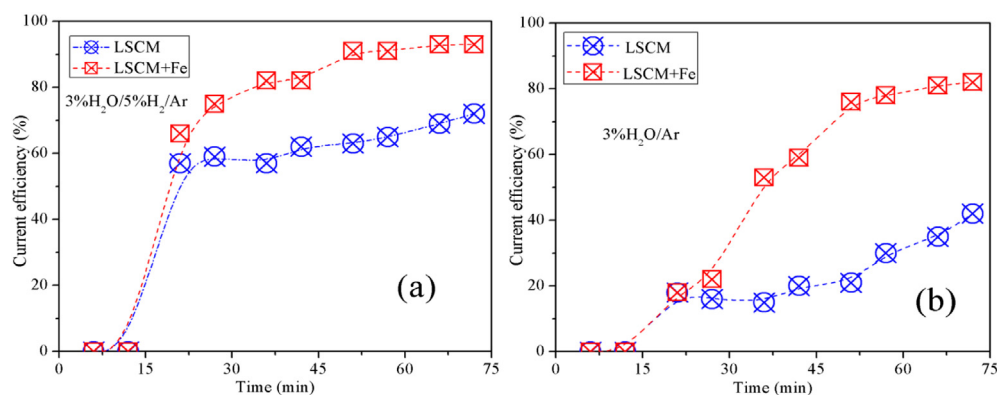 (a)
100
80
60
40
20
0
Current efficiency (%)
LSCM
LSCM+Fe
3%H₂O/5%H₂/Ar
(a)
0
15
30
45
60
75
Time (min)
(b)
100
80
60
40
20
0
Current efficiency (%)
LSCM
LSCM+Fe
3%H₂O/Ar
(b)
0
15
30
45
60
75
Time (min)